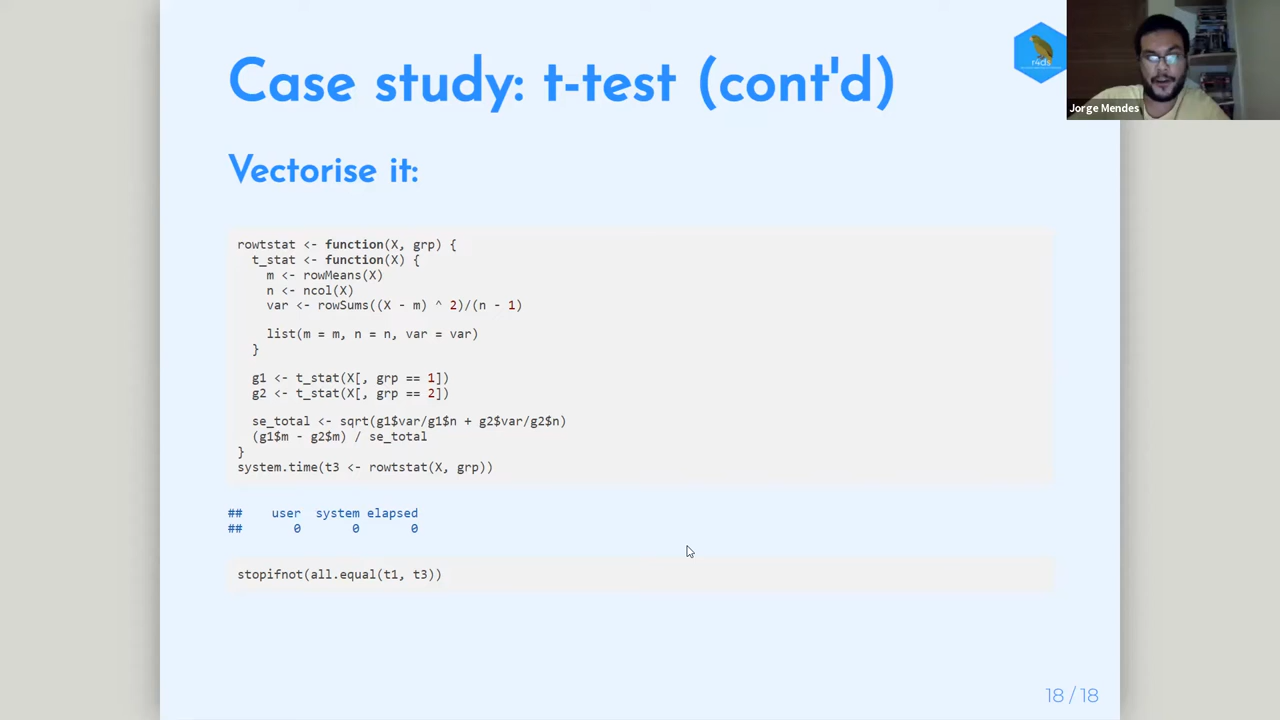 Case study: t-test (cont'd)
r4ds
Jorge Mendes
Vectorise it:
rowtstat <- function(X, grp) {
  t_stat <- function(X) {
    m <- rowMeans(X)
    n <- ncol(X)
    var <- rowSums((X - m) ^ 2)/(n - 1)
    list(m = m, n = n, var = var)
  }
  g1 <- t_stat(X[, grp == 1])
  g2 <- t_stat(X[, grp == 2])
  se_total <- sqrt(g1$var/g1$n + g2$var/g2$n)
  (g1$m - g2$m) / se_total
}
system.time(t3 <- rowtstat(X, grp))
##    user  system elapsed
##       0       0       0
stopifnot(all.equal(t1, t3))
18 / 18